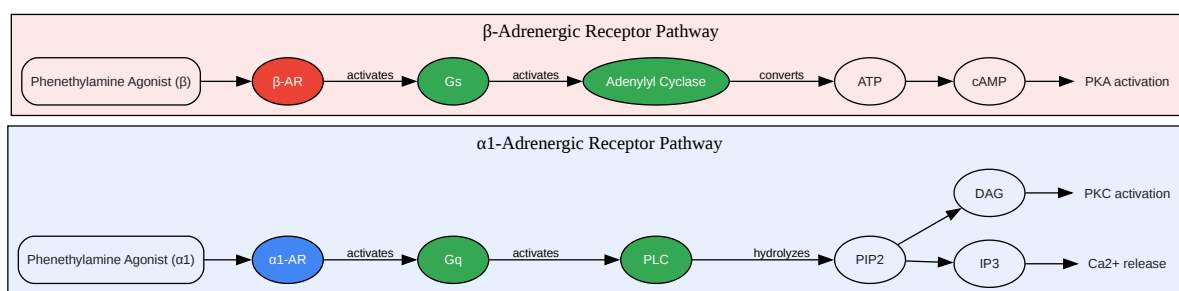 β-Adrenergic Receptor Pathway
Phenethylamine Agonist (β)
β-AR
activates
Gs
activates
Adenylyl Cyclase
converts
ATP
cAMP
PKA activation
α1-Adrenergic Receptor Pathway
DAG
PKC activation
Phenethylamine Agonist (α1)
α1-AR
activates
Gq
activates
PLC
hydrolyzes
PIP2
IP3
Ca2+ release